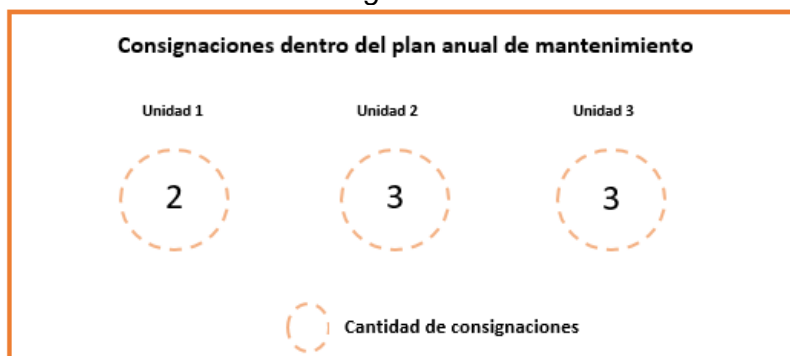 Consignaciones dentro del plan anual de mantenimiento
Unidad 1 Unidad 2 Unidad 3
2 3 3
Cantidad de consignaciones